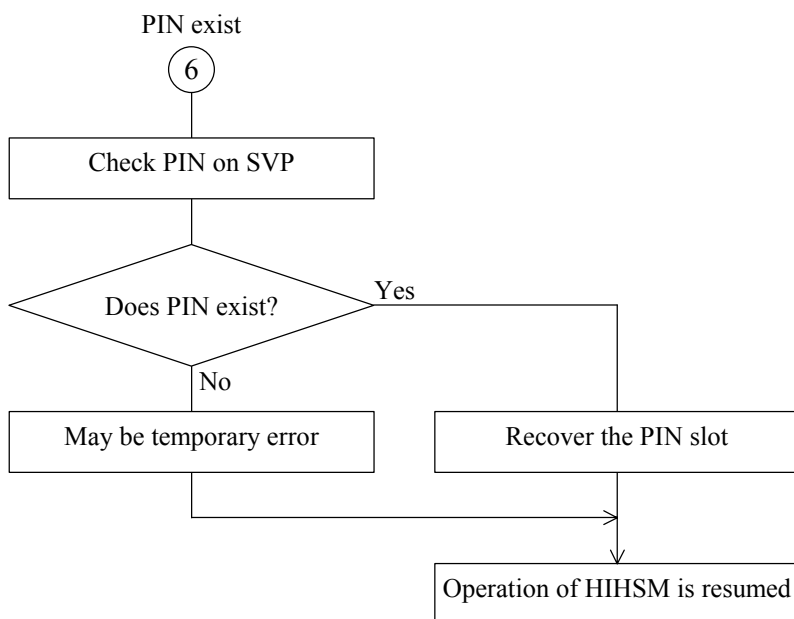 PIN exist
6
Check PIN on SVP
Does PIN exist?
Yes
No
May be temporary error
Recover the PIN slot
Operation of HIHSM is resumed